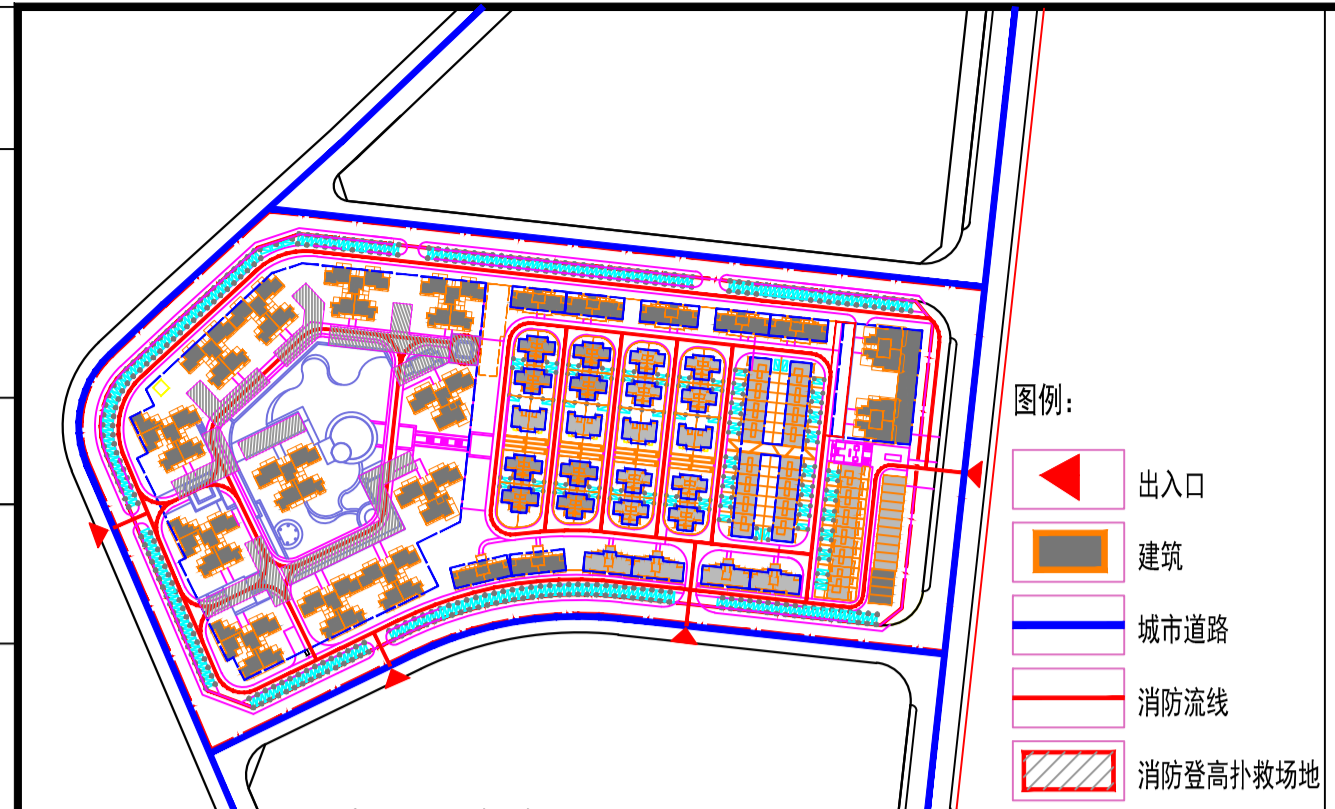 图例：
出入口
建筑
城市道路
消防流线
消防登高扑救场地